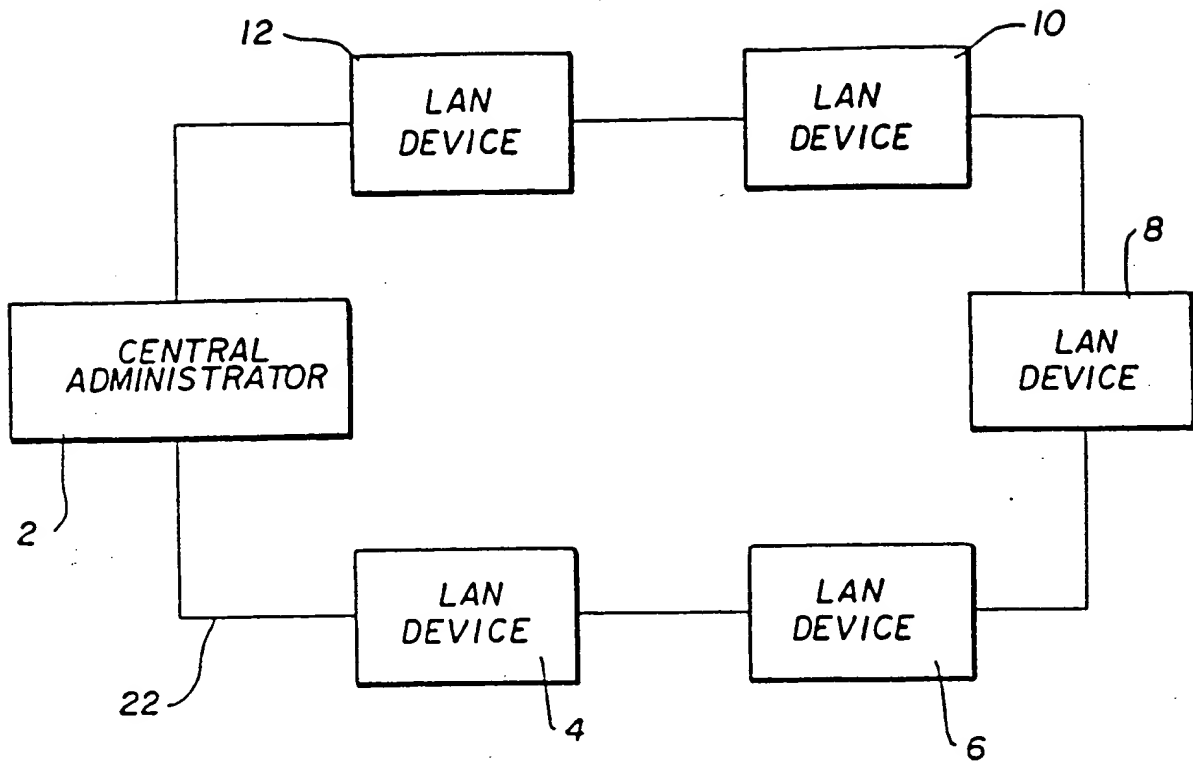 12
LAN
DEVICE
10
LAN
DEVICE
8
LAN
DEVICE
CENTRAL
ADMINISTRATOR
2
LAN
DEVICE
4
LAN
DEVICE
6
22